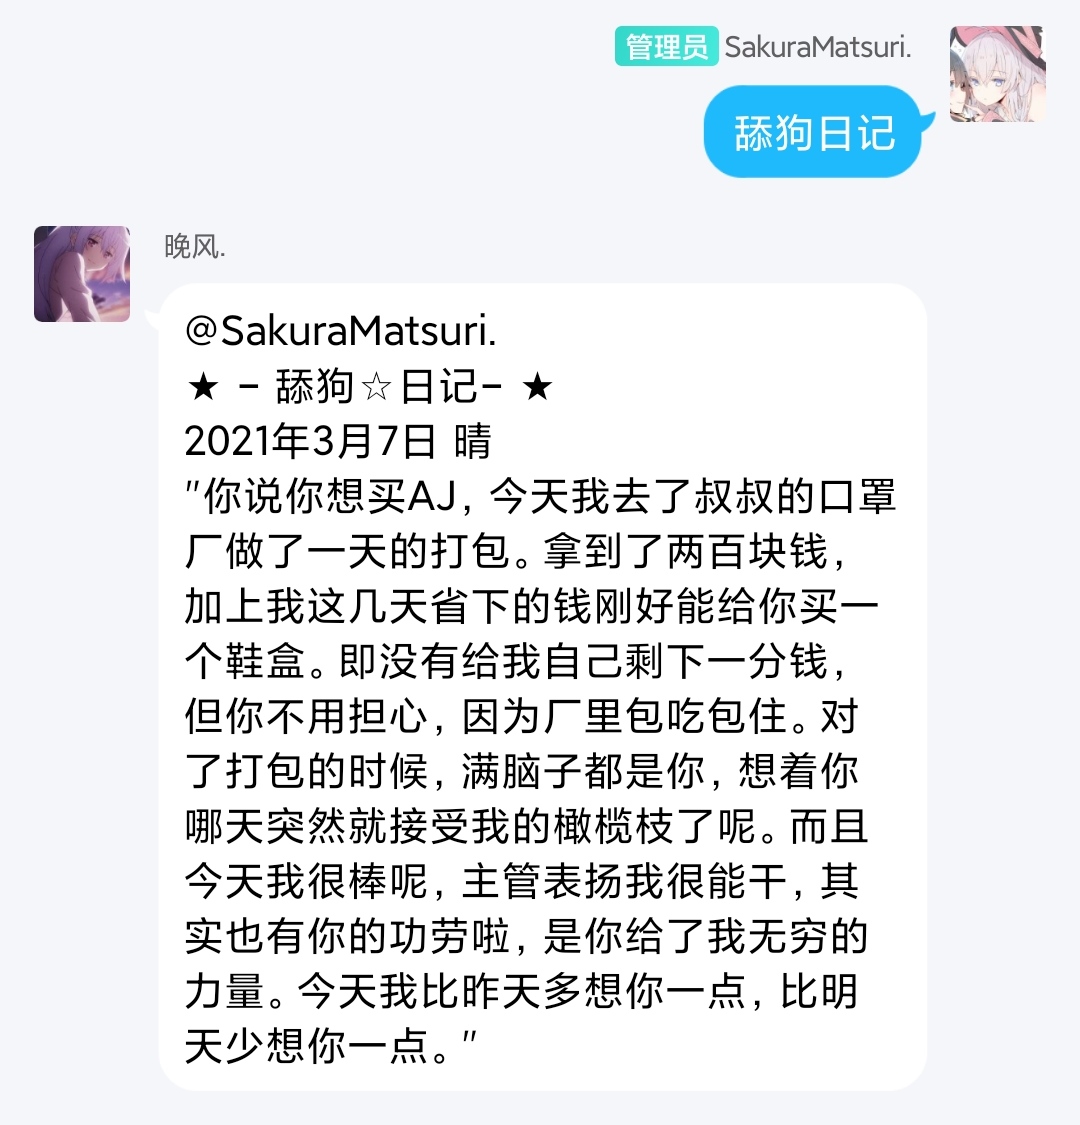 管理员 SakuraMatsuri.
舔狗日记
晚风.
@SakuraMatsuri.
★ - 舔狗☆日记- ★
2021年3月7日 晴
"你说你想买AJ，今天我去了叔叔的口罩
厂做了一天的打包。拿到了两百块钱，
加上我这几天省下的钱刚好能给你买一
个鞋盒。即没有给我自己剩下一分钱，
但你不用担心，因为厂里包吃包住。对
了打包的时候，满脑子都是你，想着你
哪天突然就接受我的橄榄枝了呢。而且
今天我很棒呢，主管表扬我很能干，其
实也有你的功劳啦，是你给了我无穷的
力量。今天我比昨天多想你一点，比明
天少想你一点。"